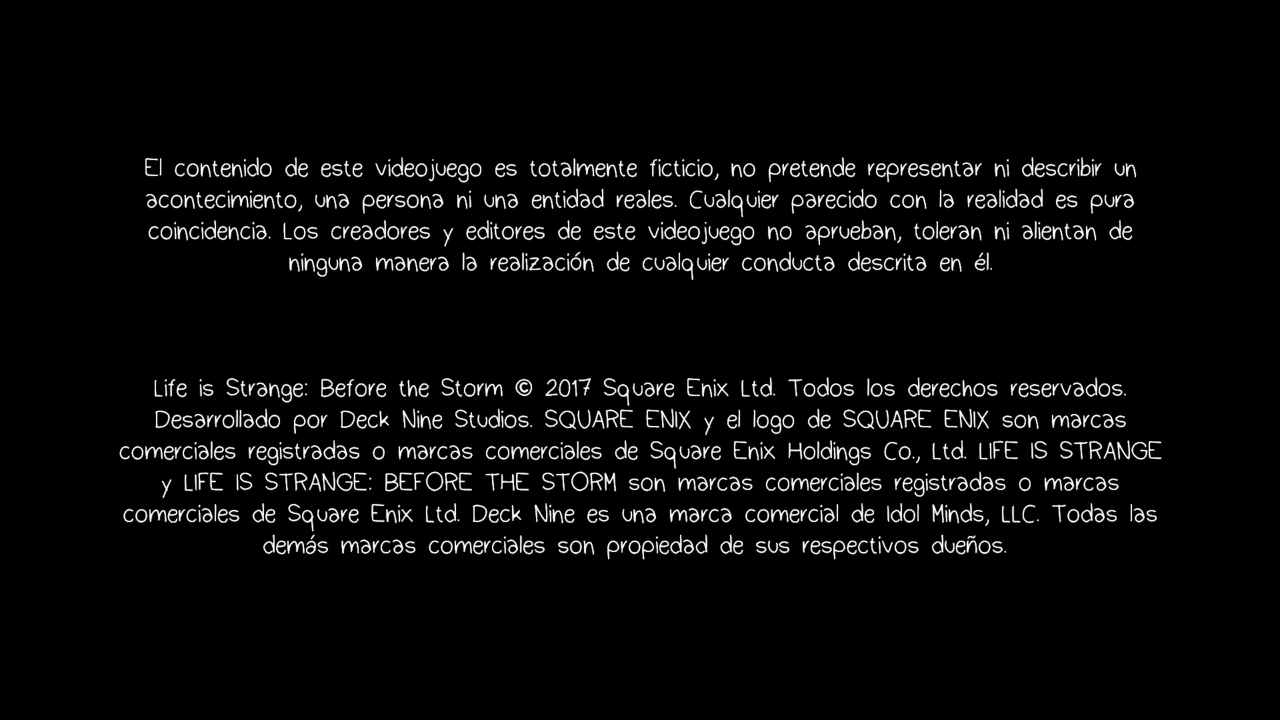 El contenido de este videojuego es totalmente ficticio, no pretende representar ni describir un
acontecimiento, una persona ni una entidad reales. Cualquier parecido con la realidad es pura
coincidencia. Los creadores y editores de este videojuego no aprueban, toleran ni alientan de
ninguna manera la realización de cualquier conducta descrita en él.
Life is Strange: Before the Storm © 2017 Square Enix Ltd. Todos los derechos reservados.
Desarrollado por Deck Nine Studios. SQUARE ENIX y el logo de SQUARE ENIX son marcas
comerciales registradas o marcas comerciales de Square Enix Holdings Co., Ltd. LIFE IS STRANGE
y LIFE IS STRANGE: BEFORE THE STORM son marcas comerciales registradas o marcas
comerciales de Square Enix Ltd. Deck Nine es una marca comercial de Idol Minds, LLC. Todas las
demás marcas comerciales son propiedad de sus respectivos dueños.